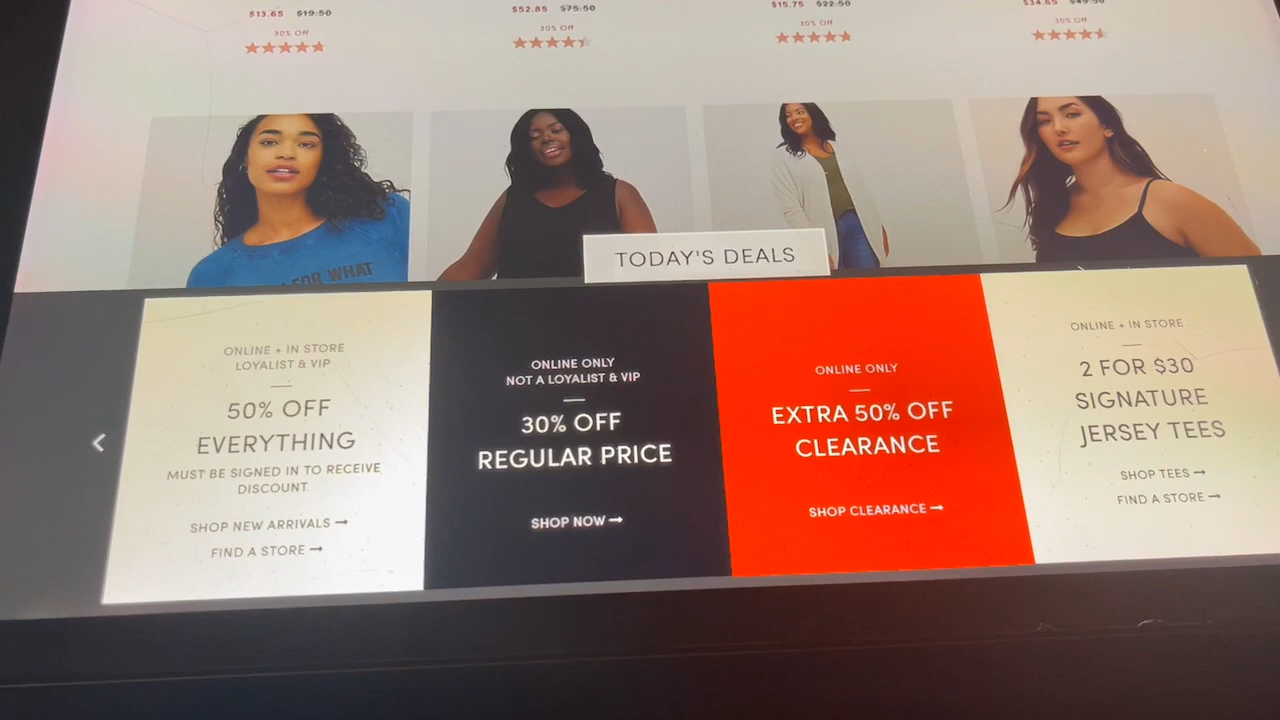 $13.65 $19.50
30% Off
$52.85 $75.50
30% Off
$15.75 $22.50
30% Off
$34.65 $49.50
30% Off
FOR WHAT
TODAY'S DEALS
ONLINE + IN STORE
LOYALIST & VIP
50% OFF
EVERYTHING
MUST BE SIGNED IN TO RECEIVE
DISCOUNT
SHOP NEW ARRIVALS →
FIND A STORE →
ONLINE ONLY
NOT A LOYALIST & VIP
30% OFF
REGULAR PRICE
SHOP NOW →
ONLINE ONLY
EXTRA 50% OFF
CLEARANCE
SHOP CLEARANCE →
ONLINE + IN STORE
2 FOR $30
SIGNATURE
JERSEY TEES
SHOP TEES →
FIND A STORE →